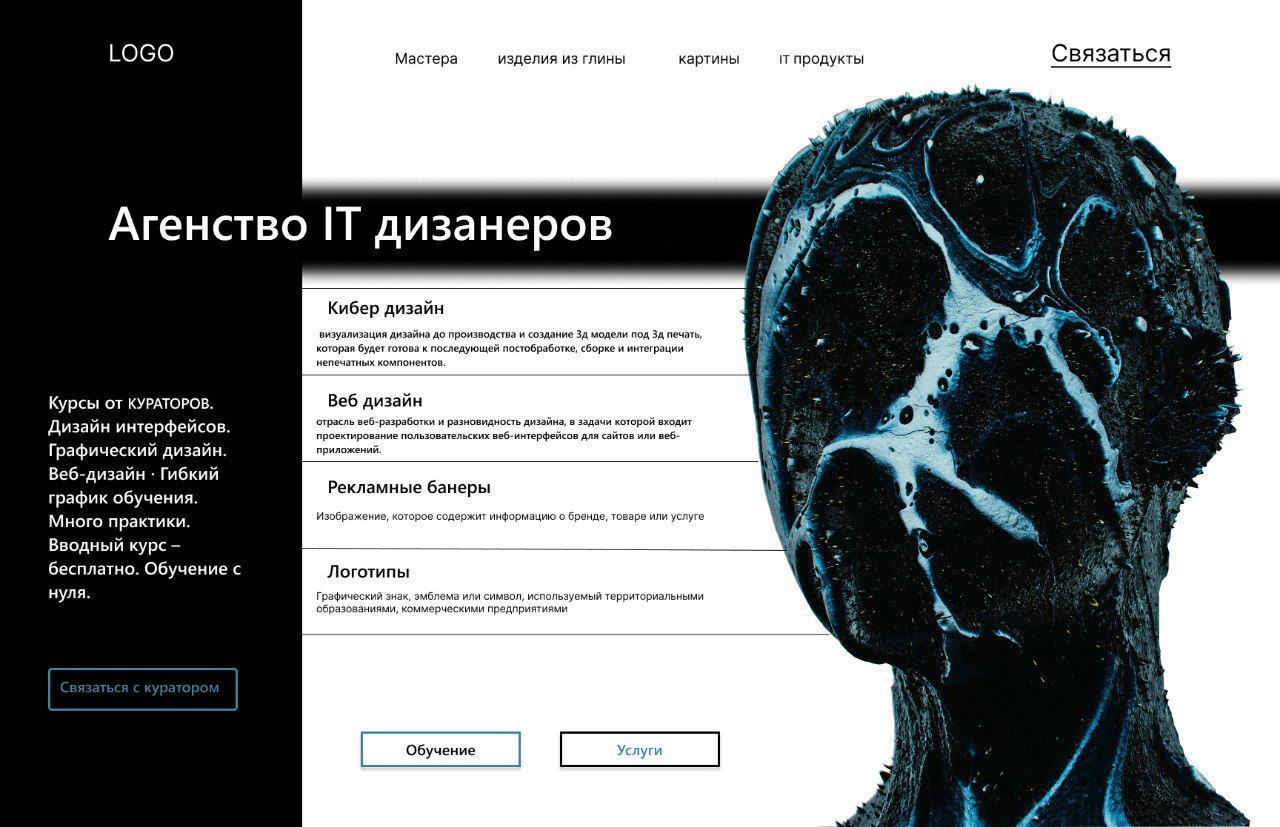 LOGO
Мастера изделия из глины картины IT продукты
Связаться
Агенство IT дизанеров
Кибер дизайн
визуализация дизайна до производства и создание 3д модели под 3д печать,
которая будет готова к последующей постобработке, сборке и интеграции
непечатных компонентов.
Веб дизайн
отрасль веб-разработки и разновидность дизайна, в задачи которой входит
проектирование пользовательских веб-интерфейсов для сайтов или веб-
приложений.
Рекламные банеры
Изображение, которое содержит информацию о бренде, товаре или услуге
Логотипы
Графический знак, эмблема или символ, используемый территориальными
образованиями, коммерческими предприятиями
Курсы от КУРАТОРОВ.
Дизайн интерфейсов.
Графический дизайн.
Веб-дизайн · Гибкий
график обучения.
Много практики.
Вводный курс –
бесплатно. Обучение с
нуля.
Связаться с куратором
Обучение
Услуги